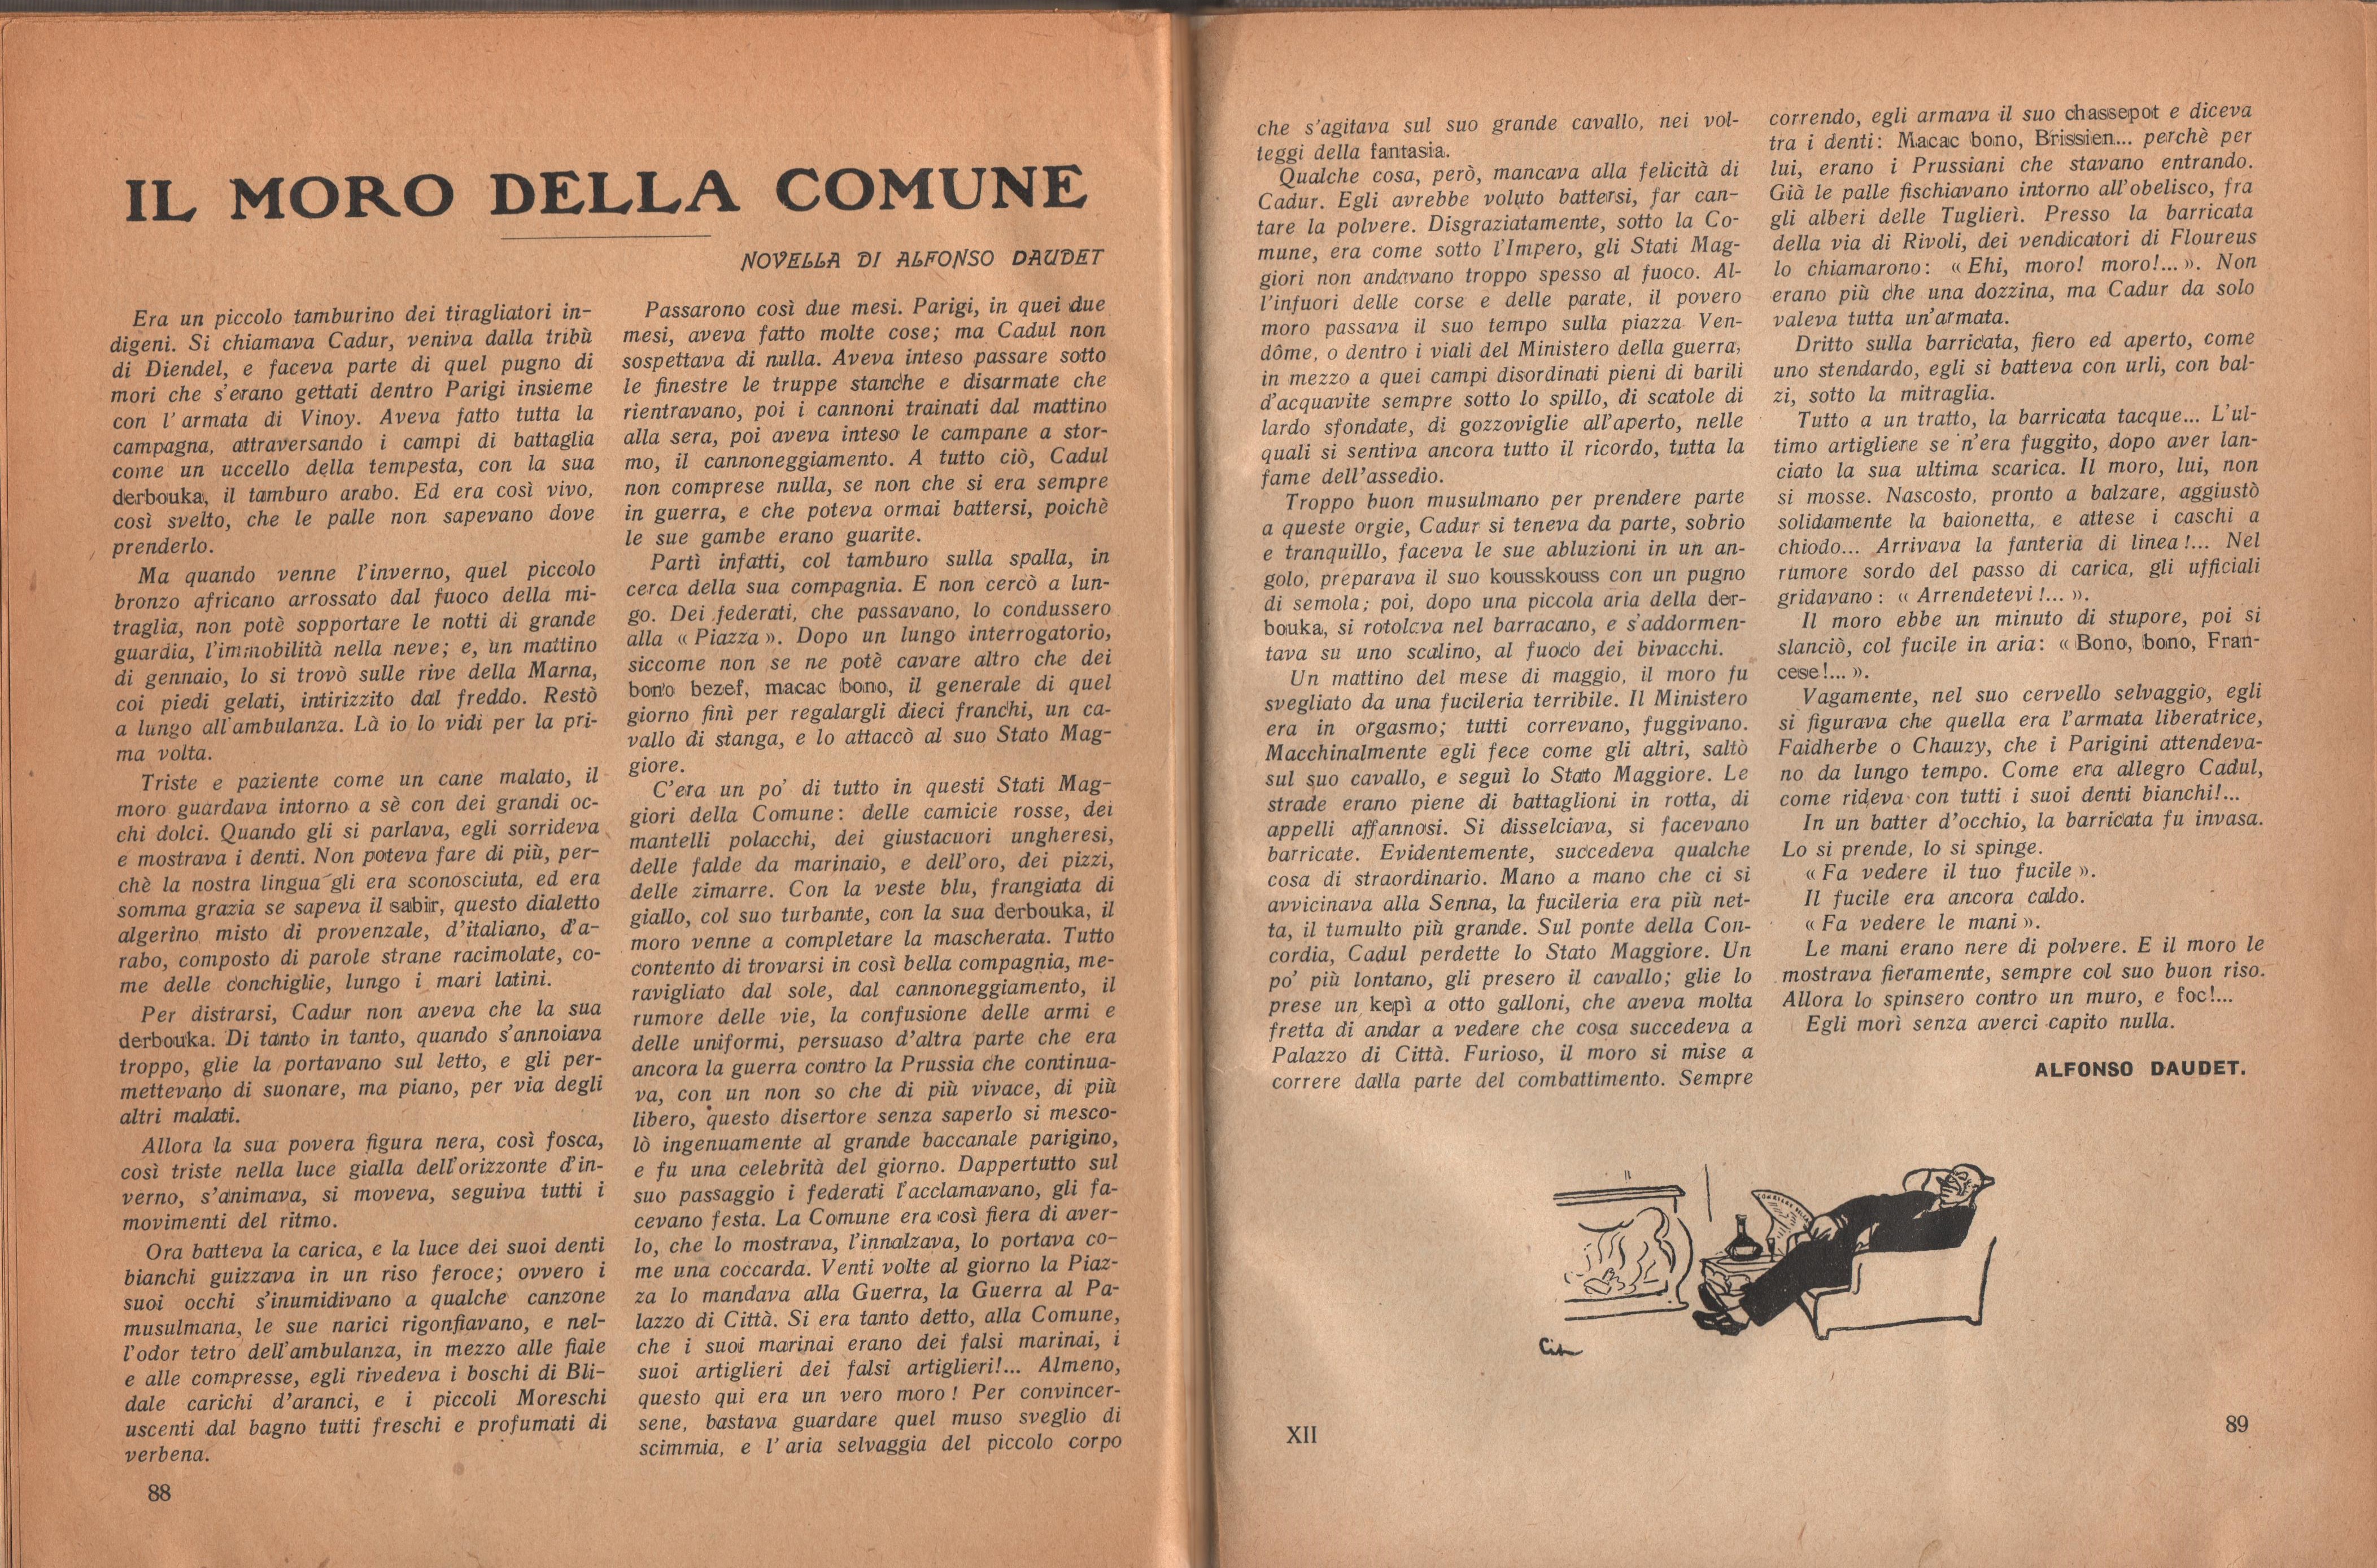 IL MORO DELLA COMUNE
NOVELLA DI ALFONSO DAUDET
Era un piccolo tamburino dei tiragliatori in-
digeni. Si chiamava Cadur, veniva dalla tribù
di Diendel, e faceva parte di quel pugno di
mori che s'erano gettati dentro Parigi insieme
con l'armata di Vinoy. Aveva fatto tutta la
campagna, attraversando i campi di battaglia
come un uccello della tempesta, con la sua
derbouka, il tamburo arabo. Ed era così vivo,
così svelto, che le palle non sapevano dove
prenderlo.
Ma quando venne l'inverno, quel piccolo
bronzo africano arrossato dal fuoco della mi-
traglia, non potè sopportare le notti di grande
guardia, l'immobilità nella neve; e, un mattino
di gennaio, lo si trovò sulle rive della Marna,
coi piedi gelati, intirizzito dal freddo. Restò
a lungo all'ambulanza. Là io lo vidi per la pri-
ma volta.
Triste e paziente come un cane malato, il
moro guardava intorno a sè con dei grandi oc-
chi dolci. Quando gli si parlava, egli sorrideva
e mostrava i denti. Non poteva fare di più, per-
chè la nostra lingua gli era sconosciuta, ed era
somma grazia se sapeva il sabir, questo dialetto
algerino misto di provenzale, d'italiano, d'a-
rabo, composto di parole strane racimolate, co-
me delle conchiglie, lungo i mari latini.
Per distrarsi, Cadur non aveva che la sua
derbouka. Di tanto in tanto, quando s'annoiava
troppo, glie la portavano sul letto, e gli per-
mettevano di suonare, ma piano, per via degli
altri malati.
Allora la sua povera figura nera, così fosca,
così triste nella luce gialla dell'orizzonte d'in-
verno, s'animava, si moveva, seguiva tutti i
movimenti del ritmo.
Ora batteva la carica, e la luce dei suoi denti
bianchi guizzava in un riso feroce; ovvero i
suoi occhi s'inumidivano a qualche canzone
musulmana, le sue narici rigonfiavano, e nel-
l'odor tetro dell'ambulanza, in mezzo alle fiale
e alle compresse, egli rivedeva i boschi di Bli-
dale carichi d'aranci, e i piccoli Moreschi
uscenti dal bagno tutti freschi e profumati di
verbena.
88
Passarono così due mesi. Parigi, in quei due
mesi, aveva fatto molte cose; ma Cadul non
sospettava di nulla. Aveva inteso passare sotto
le finestre le truppe stanche e disarmate che
rientravano, poi i cannoni trainati dal mattino
alla sera, poi aveva inteso le campane a stor-
mo, il cannoneggiamento. A tutto ciò, Cadul
non comprese nulla, se non che si era sempre
in guerra, e che poteva ormai battersi, poichè
le sue gambe erano guarite.
Partì infatti, col tamburo sulla spalla, in
cerca della sua compagnia. E non cercò a lun-
go. Dei federati, che passavano, lo condussero
alla « Piazza ». Dopo un lungo interrogatorio,
siccome non se ne potè cavare altro che dei
bono bezef, macac bono, il generale di quel
giorno finì per regalargli dieci franchi, un ca-
vallo di stanga, e lo attaccò al suo Stato Mag-
giore.
C'era un po' di tutto in questi Stati Mag-
giori della Comune: delle camicie rosse, dei
mantelli polacchi, dei giustacuori ungheresi,
delle falde da marinaio, e dell'oro, dei pizzi,
delle zimarre. Con la veste blu, frangiata di
giallo, col suo turbante, con la sua derbouka, il
moro venne a completare la mascherata. Tutto
contento di trovarsi in così bella compagnia, me-
ravigliato dal sole, dal cannoneggiamento, il
rumore delle vie, la confusione delle armi e
delle uniformi, persuaso d'altra parte che era
ancora la guerra contro la Prussia che continua-
va, con un non so che di più vivace, di più
libero, questo disertore senza saperlo si mesco-
lò ingenuamente al grande baccanale parigino,
e fu una celebrità del giorno. Dappertutto sul
suo passaggio i federati l'acclamavano, gli fa-
cevano festa. La Comune era così fiera di aver-
lo, che lo mostrava, l'innalzava, lo portava co-
me una coccarda. Venti volte al giorno la Piaz-
za lo mandava alla Guerra, la Guerra al Pa-
lazzo di Città. Si era tanto detto, alla Comune,
che i suoi marinai erano dei falsi marinai, i
suoi artiglieri dei falsi artiglieri!... Almeno,
questo qui era un vero moro! Per convincer-
sene, bastava guardare quel muso sveglio di
scimmia, e l'aria selvaggia del piccolo corpo
che s'agitava sul suo grande cavallo, nei vol-
teggi della fantasia.
Qualche cosa, però, mancava alla felicità di
Cadur. Egli avrebbe voluto battersi, far can-
tare la polvere. Disgraziatamente, sotto la Co-
mune, era come sotto l'Impero, gli Stati Mag-
giori non andavano troppo spesso al fuoco. Al-
l'infuori delle corse e delle parate, il povero
moro passava il suo tempo sulla piazza Ven-
dôme, o dentro i viali del Ministero della guerra,
in mezzo a quei campi disordinati pieni di barili
d'acquavite sempre sotto lo spillo, di scatole di
lardo sfondate, di gozzoviglie all'aperto, nelle
quali si sentiva ancora tutto il ricordo, tutta la
fame dell'assedio.
Troppo buon musulmano per prendere parte
a queste orgie, Cadur si teneva da parte, sobrio
e tranquillo, faceva le sue abluzioni in un an-
golo, preparava il suo kousskouss con un pugno
di semola; poi, dopo una piccola aria della der-
bouka, si rotolava nel barracano, e s'addormen-
tava su uno scalino, al fuoco dei bivacchi.
Un mattino del mese di maggio, il moro fu
svegliato da una fucileria terribile. Il Ministero
era in orgasmo; tutti correvano, fuggivano.
Macchinalmente egli fece come gli altri, saltò
sul suo cavallo, e seguì lo Stato Maggiore. Le
strade erano piene di battaglioni in rotta, di
appelli affannosi. Si disselciava, si facevano
barricate. Evidentemente, succedeva qualche
cosa di straordinario. Mano a mano che ci si
avvicinava alla Senna, la fucileria era più net-
ta, il tumulto più grande. Sul ponte della Con-
cordia, Cadul perdette lo Stato Maggiore. Un
po' più lontano, gli presero il cavallo; glie lo
prese un kepì a otto galloni, che aveva molta
fretta di andar a vedere che cosa succedeva a
Palazzo di Città. Furioso, il moro si mise a
correre dalla parte del combattimento. Sempre
correndo, egli armava il suo chassepot e diceva
tra i denti: Macac bono, Brissien... perchè per
lui, erano i Prussiani che stavano entrando.
Già le palle fischiavano intorno all'obelisco, fra
gli alberi delle Tuglierì. Presso la barricata
della via di Rivoli, dei vendicatori di Floureus
lo chiamarono: « Ehi, moro! moro!... ». Non
erano più che una dozzina, ma Cadur da solo
valeva tutta un'armata.
Dritto sulla barricata, fiero ed aperto, come
uno stendardo, egli si batteva con urli, con bal-
zi, sotto la mitraglia.
Tutto a un tratto, la barricata tacque... L'ul-
timo artigliere se n'era fuggito, dopo aver lan-
ciato la sua ultima scarica. Il moro, lui, non
si mosse. Nascosto, pronto a balzare, aggiustò
solidamente la baionetta, e attese i caschi a
chiodo... Arrivava la fanteria di linea!... Nel
rumore sordo del passo di carica, gli ufficiali
gridavano: « Arrendetevi!... ».
Il moro ebbe un minuto di stupore, poi si
slanciò, col fucile in aria: « Bono, bono, Fran-
cese!... ».
Vagamente, nel suo cervello selvaggio, egli
si figurava che quella era l'armata liberatrice,
Faidherbe o Chauzy, che i Parigini attendeva-
no da lungo tempo. Come era allegro Cadul,
come rideva con tutti i suoi denti bianchi!...
In un batter d'occhio, la barricata fu invasa.
Lo si prende, lo si spinge.
« Fa vedere il tuo fucile ».
Il fucile era ancora caldo.
« Fa vedere le mani ».
Le mani erano nere di polvere. E il moro le
mostrava fieramente, sempre col suo buon riso.
Allora lo spinsero contro un muro, e foc!...
Egli morì senza averci capito nulla.
ALFONSO DAUDET.
XII
89